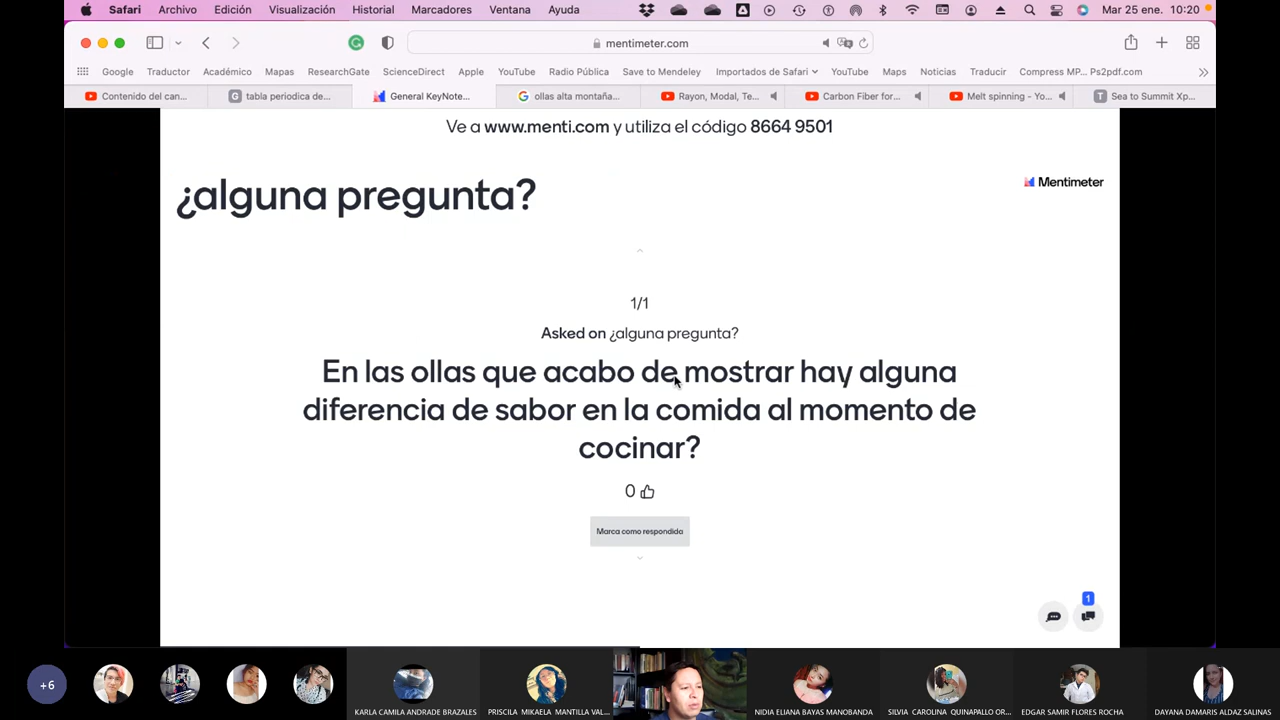 Safari Archivo Edición Visualización Historial Marcadores Ventana Ayuda Mar 25 ene. 10:20
mentimeter.com
Google Traductor Académico Mapas ResearchGate ScienceDirect Apple YouTube Radio Pública Save to Mendeley Importados de Safari YouTube Maps Noticias Traducir Compress MP... Ps2pdf.com
Contenido del can... tabla periodica de... General KeyNote... ollas alta montaña... Rayon, Modal, Te... Carbon Fiber for... Melt spinning - Yo... Sea to Summit Xp...
Ve a www.menti.com y utiliza el código 8664 9501
¿alguna pregunta?
Mentimeter
1/1
Asked on ¿alguna pregunta?
En las ollas que acabo de mostrar hay alguna
diferencia de sabor en la comida al momento de
cocinar?
0
Marca como respondida
1
+6
KARLA CAMILA ANDRADE BRAZALES PRISCILA MIKAELA MANTILLA VAL... NIDIA ELIANA BAYAS MANOBANDA SILVIA CAROLINA QUINAPALLO OR... EDGAR SAMIR FLORES ROCHA DAYANA DAMARIS ALDAZ SALINAS